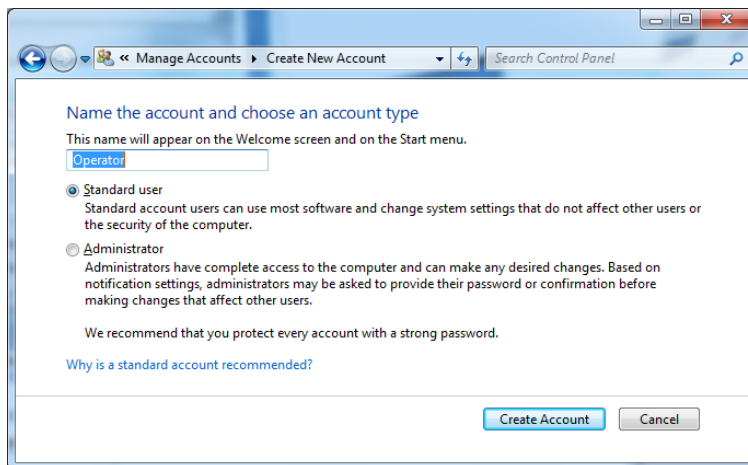 « Manage Accounts ▸ Create New Account
Search Control Panel
Name the account and choose an account type
This name will appear on the Welcome screen and on the Start menu.
Operator
Standard user
Standard account users can use most software and change system settings that do not affect other users or
the security of the computer.
Administrator
Administrators have complete access to the computer and can make any desired changes. Based on
notification settings, administrators may be asked to provide their password or confirmation before
making changes that affect other users.
We recommend that you protect every account with a strong password.
Why is a standard account recommended?
Create Account
Cancel